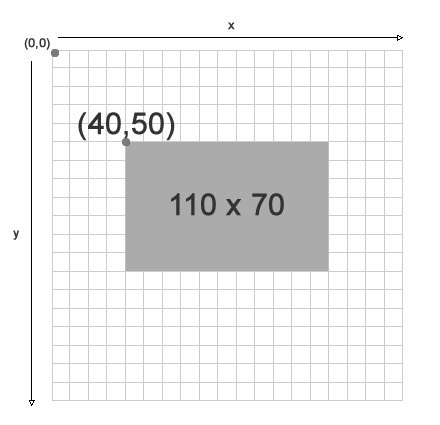 x
(0,0)
(40,50)
110 x 70
y